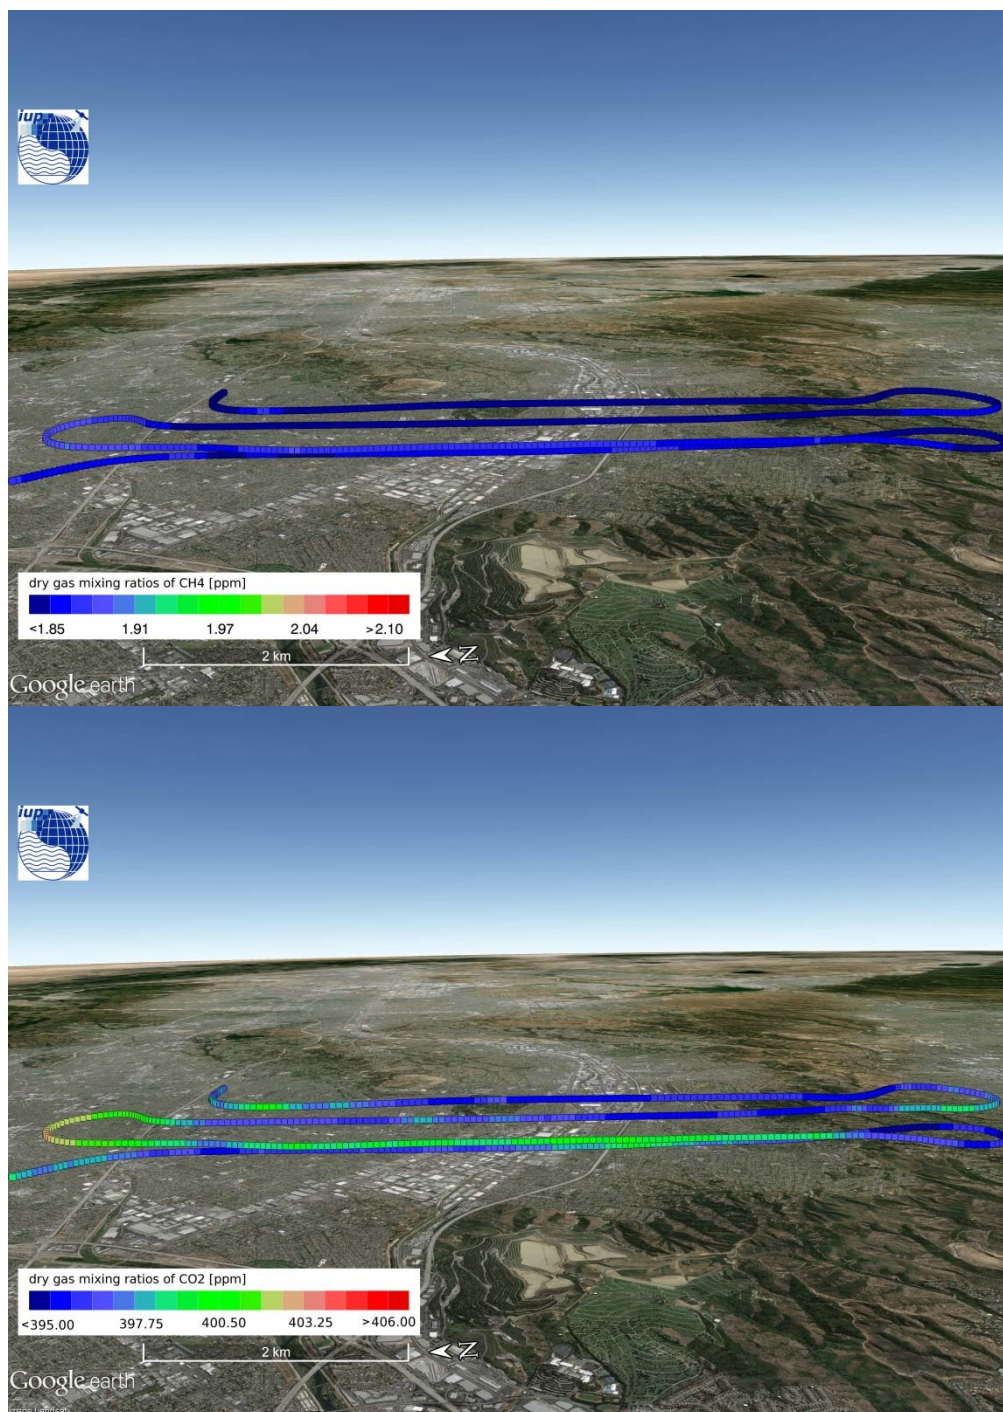 iup
dry gas mixing ratios of CH4 [ppm]
<1.85 1.91 1.97 2.04 >2.10
2 km
N
Google earth
iup
dry gas mixing ratios of CO2 [ppm]
<395.00 397.75 400.50 403.25 >406.00
2 km
N
Google earth